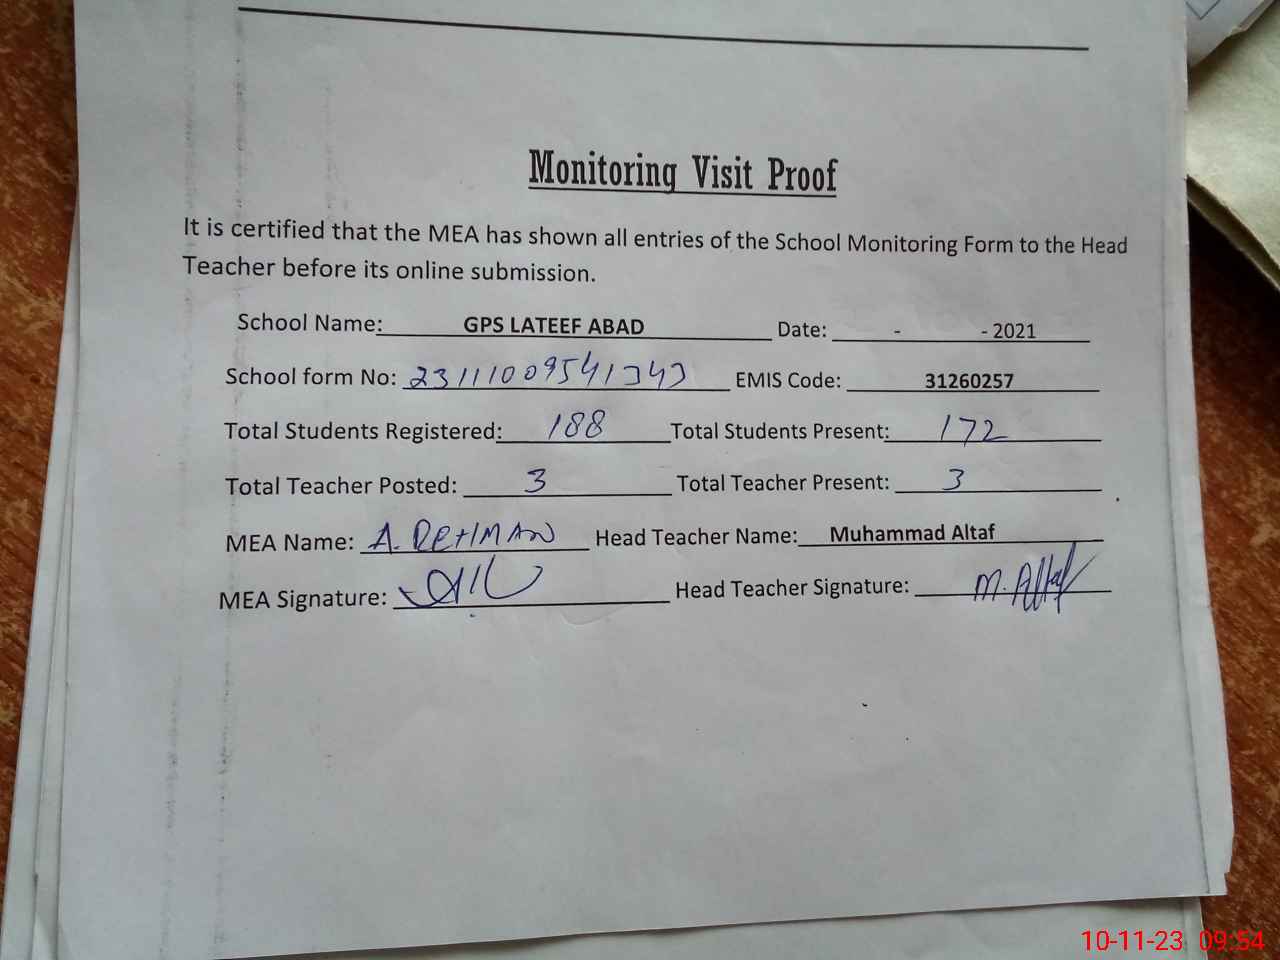 Monitoring Visit Proof
It is certified that the MEA has shown all entries of the School Monitoring Form to the Head
Teacher before its online submission.
School Name: GPS LATEEF ABAD Date: - - 2021
School form No: 23111009541343 EMIS Code: 31260257
Total Students Registered: 188 Total Students Present: 172
Total Teacher Posted: 3 Total Teacher Present: 3
MEA Name: A. REHMAN Head Teacher Name: Muhammad Altaf
MEA Signature: Head Teacher Signature: M. Altaf
10-11-23 09:54